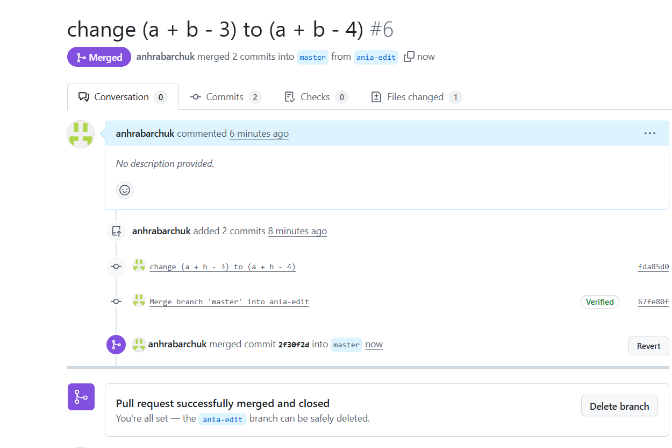 change (a + b - 3) to (a + b - 4) #6
Merged anhrabarchuk merged 2 commits into master from ania-edit now
Conversation 0 Commits 2 Checks 0 Files changed 1
anhrabarchuk commented 6 minutes ago ...
No description provided.
anhrabarchuk added 2 commits 8 minutes ago
change (a + b - 3) to (a + b - 4) fda85d0
Merge branch 'master' into ania-edit Verified 67fe80f
anhrabarchuk merged commit 2f30f2d into master now Revert
Pull request successfully merged and closed
You're all set — the ania-edit branch can be safely deleted. Delete branch